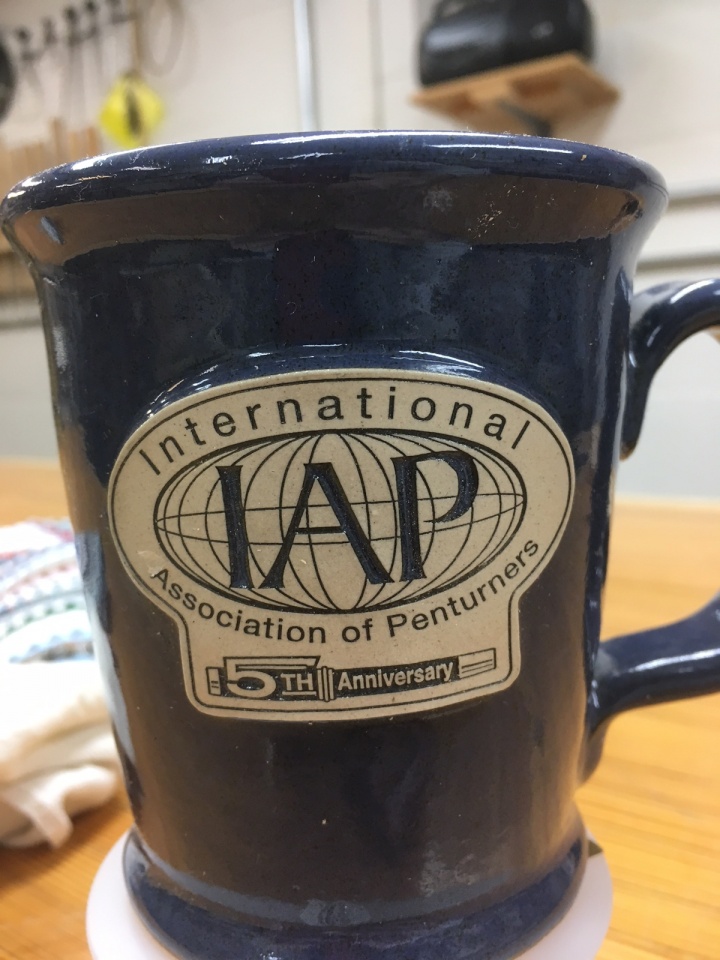 International
IAP
Association of Penturners
5TH Anniversary